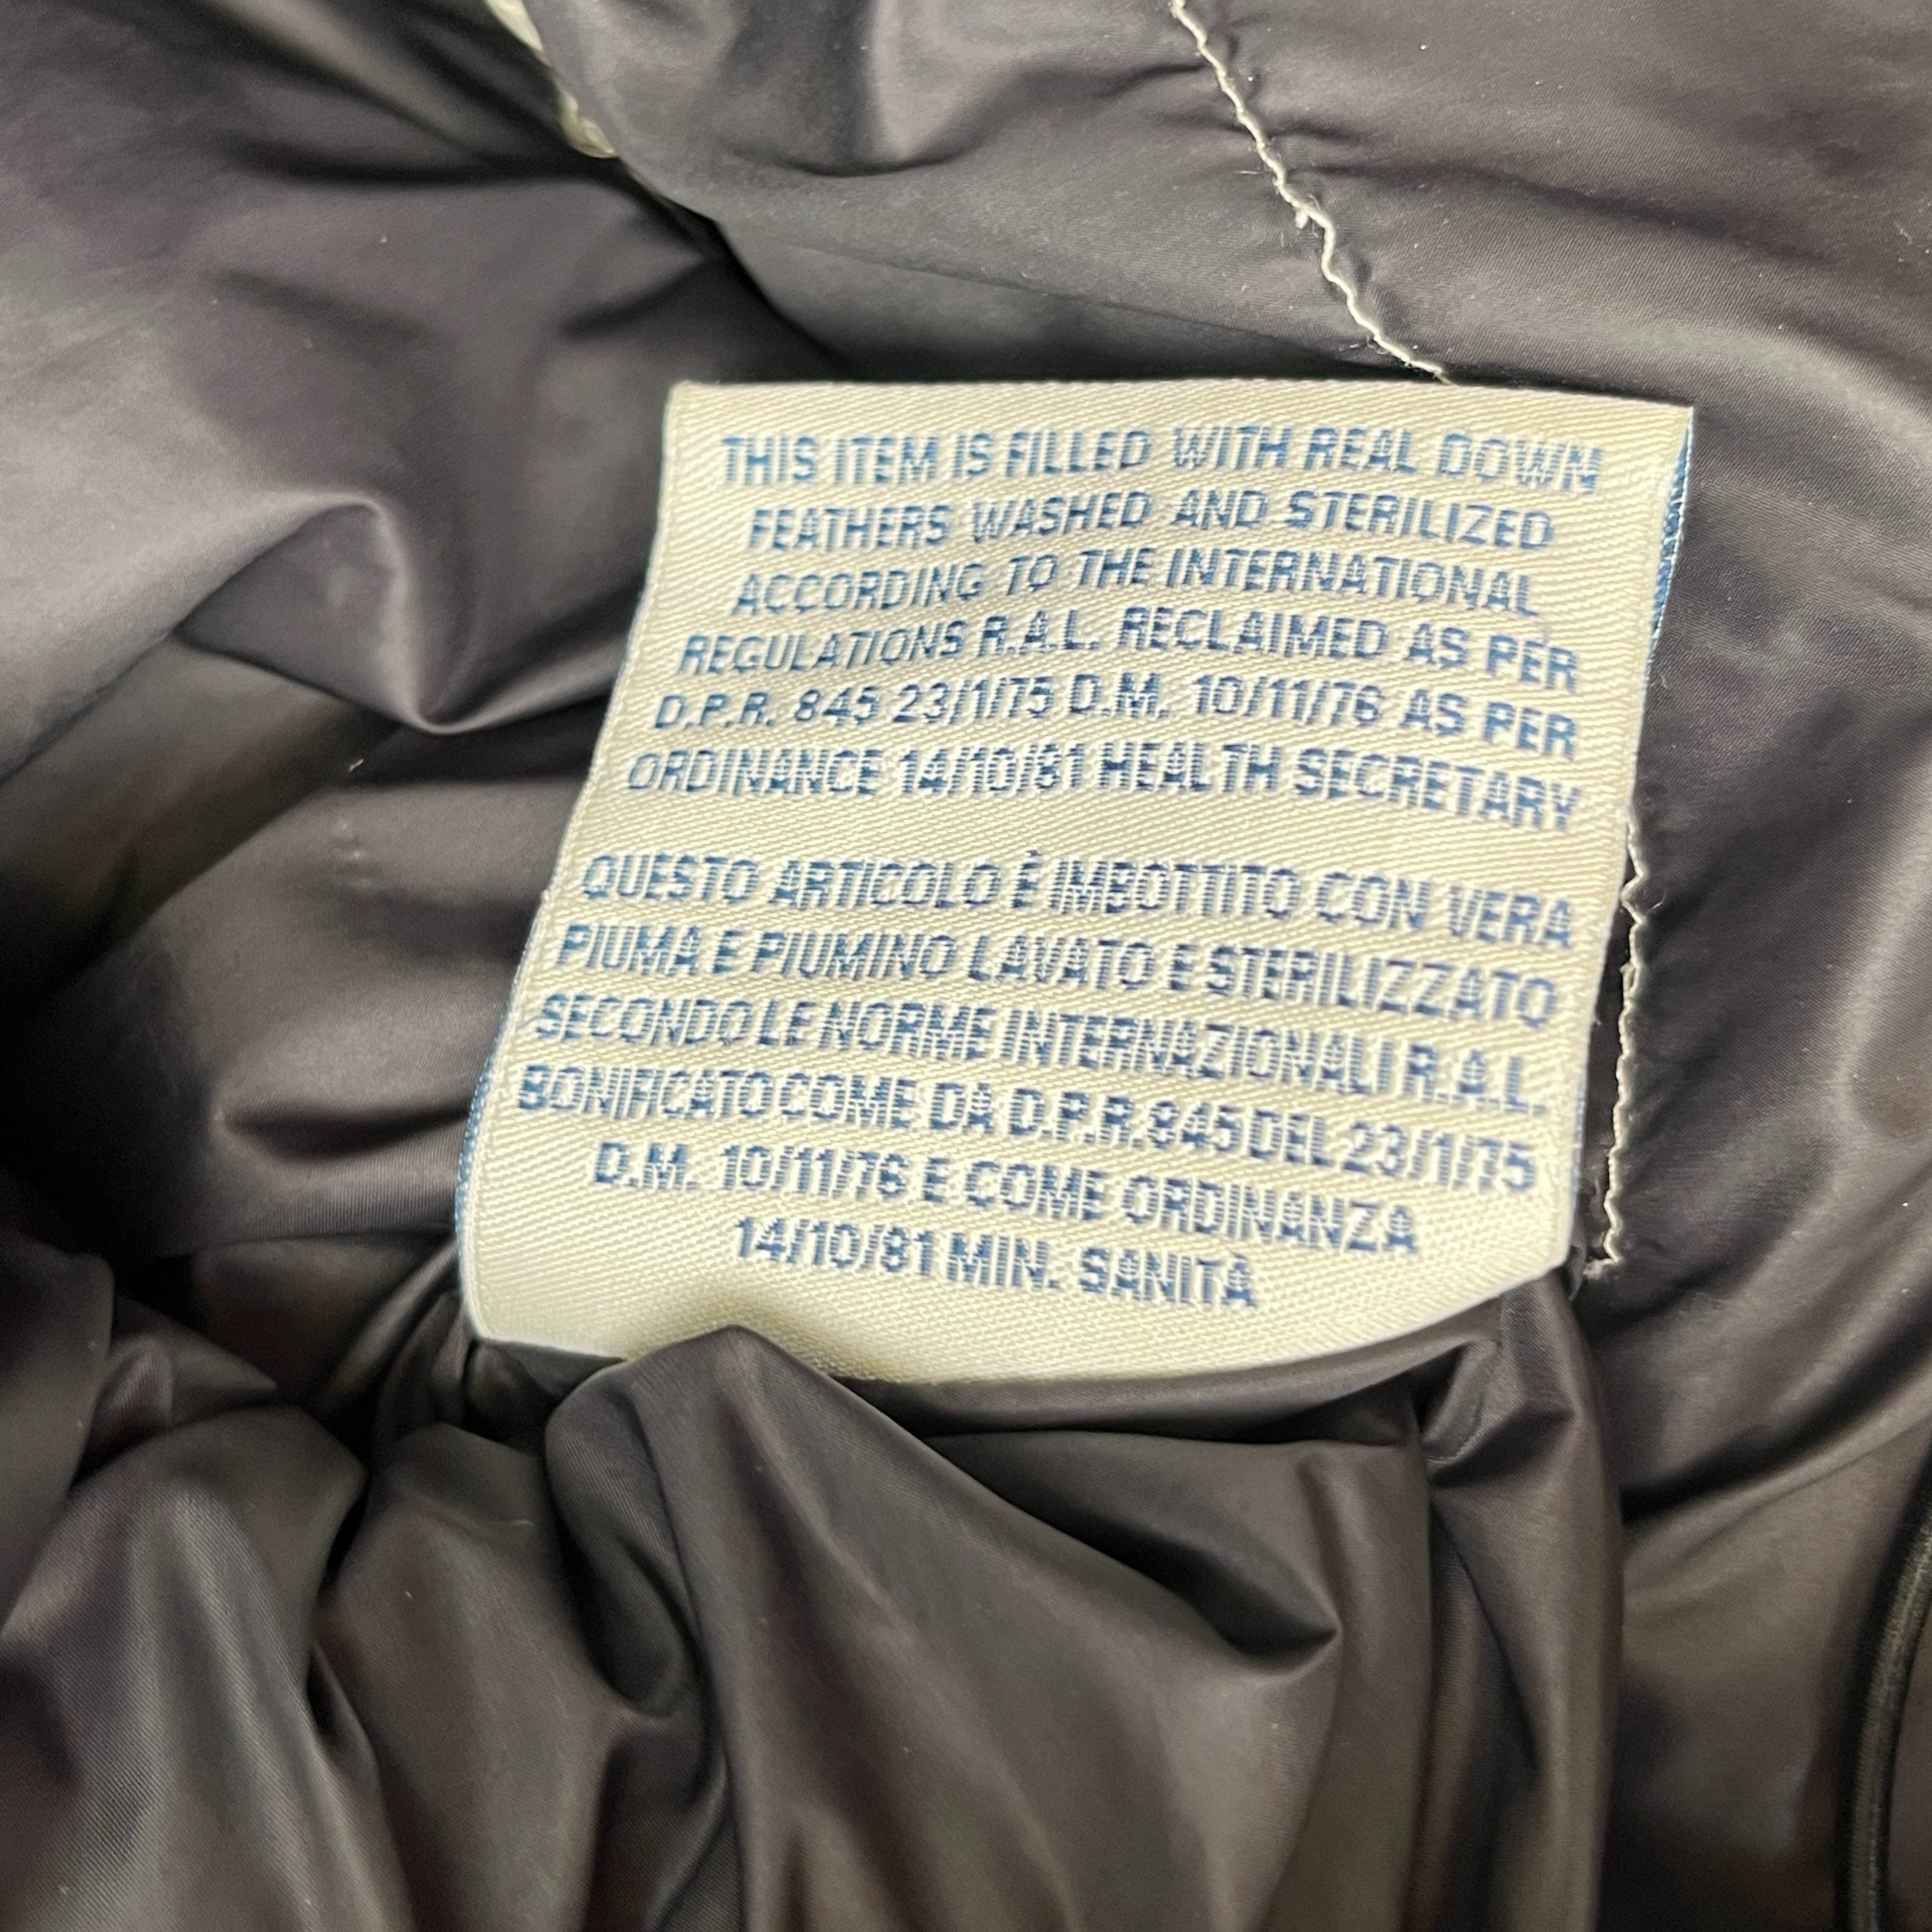 THIS ITEM IS FILLED WITH REAL DOWN
FEATHERS WASHED AND STERILIZED
ACCORDING TO THE INTERNATIONAL
REGULATIONS R.A.L. RECLAIMED AS PER
D.P.R. 845 23/1/75 D.M. 10/11/76 AS PER
ORDINANCE 14/10/81 HEALTH SECRETARY
QUESTO ARTICOLO È IMBOTTITO CON VERA
PIUMA E PIUMINO LAVATO E STERILIZZATO
SECONDO LE NORME INTERNAZIONALI R.A.L.
BONIFICATO COME DA D.P.R. 845 DEL 23/1/75
D.M. 10/11/76 E COME ORDINANZA
14/10/81 MIN. SANITÀ